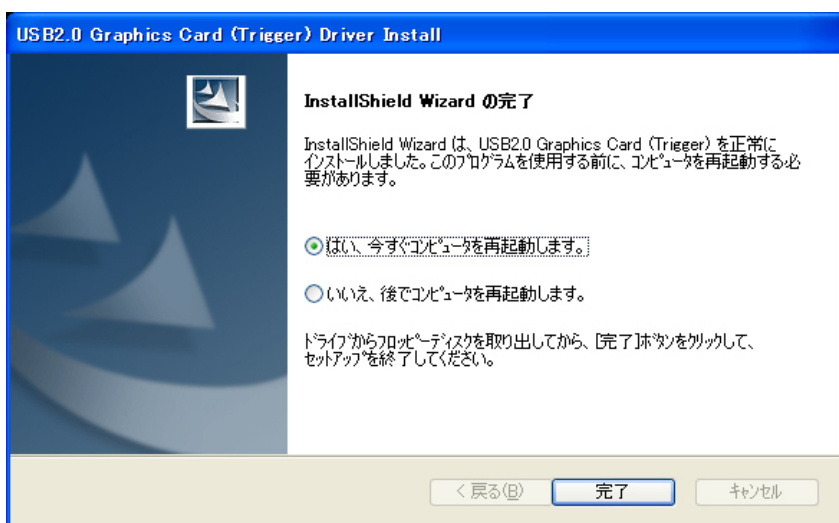 USB2.0 Graphics Card (Trigger) Driver Install
InstallShield Wizard の完了
InstallShield Wizard は、USB2.0 Graphics Card (Trigger) を正常に
インストールしました。このプログラムを使用する前に、コンピュータを再起動する必
要があります。
はい、今すぐコンピュータを再起動します。
いいえ、後でコンピュータを再起動します。
ドライブからフロッピーディスクを取り出してから、[完了]ボタンをクリックして、
セットアップを終了してください。
< 戻る(B)
完了
キャンセル